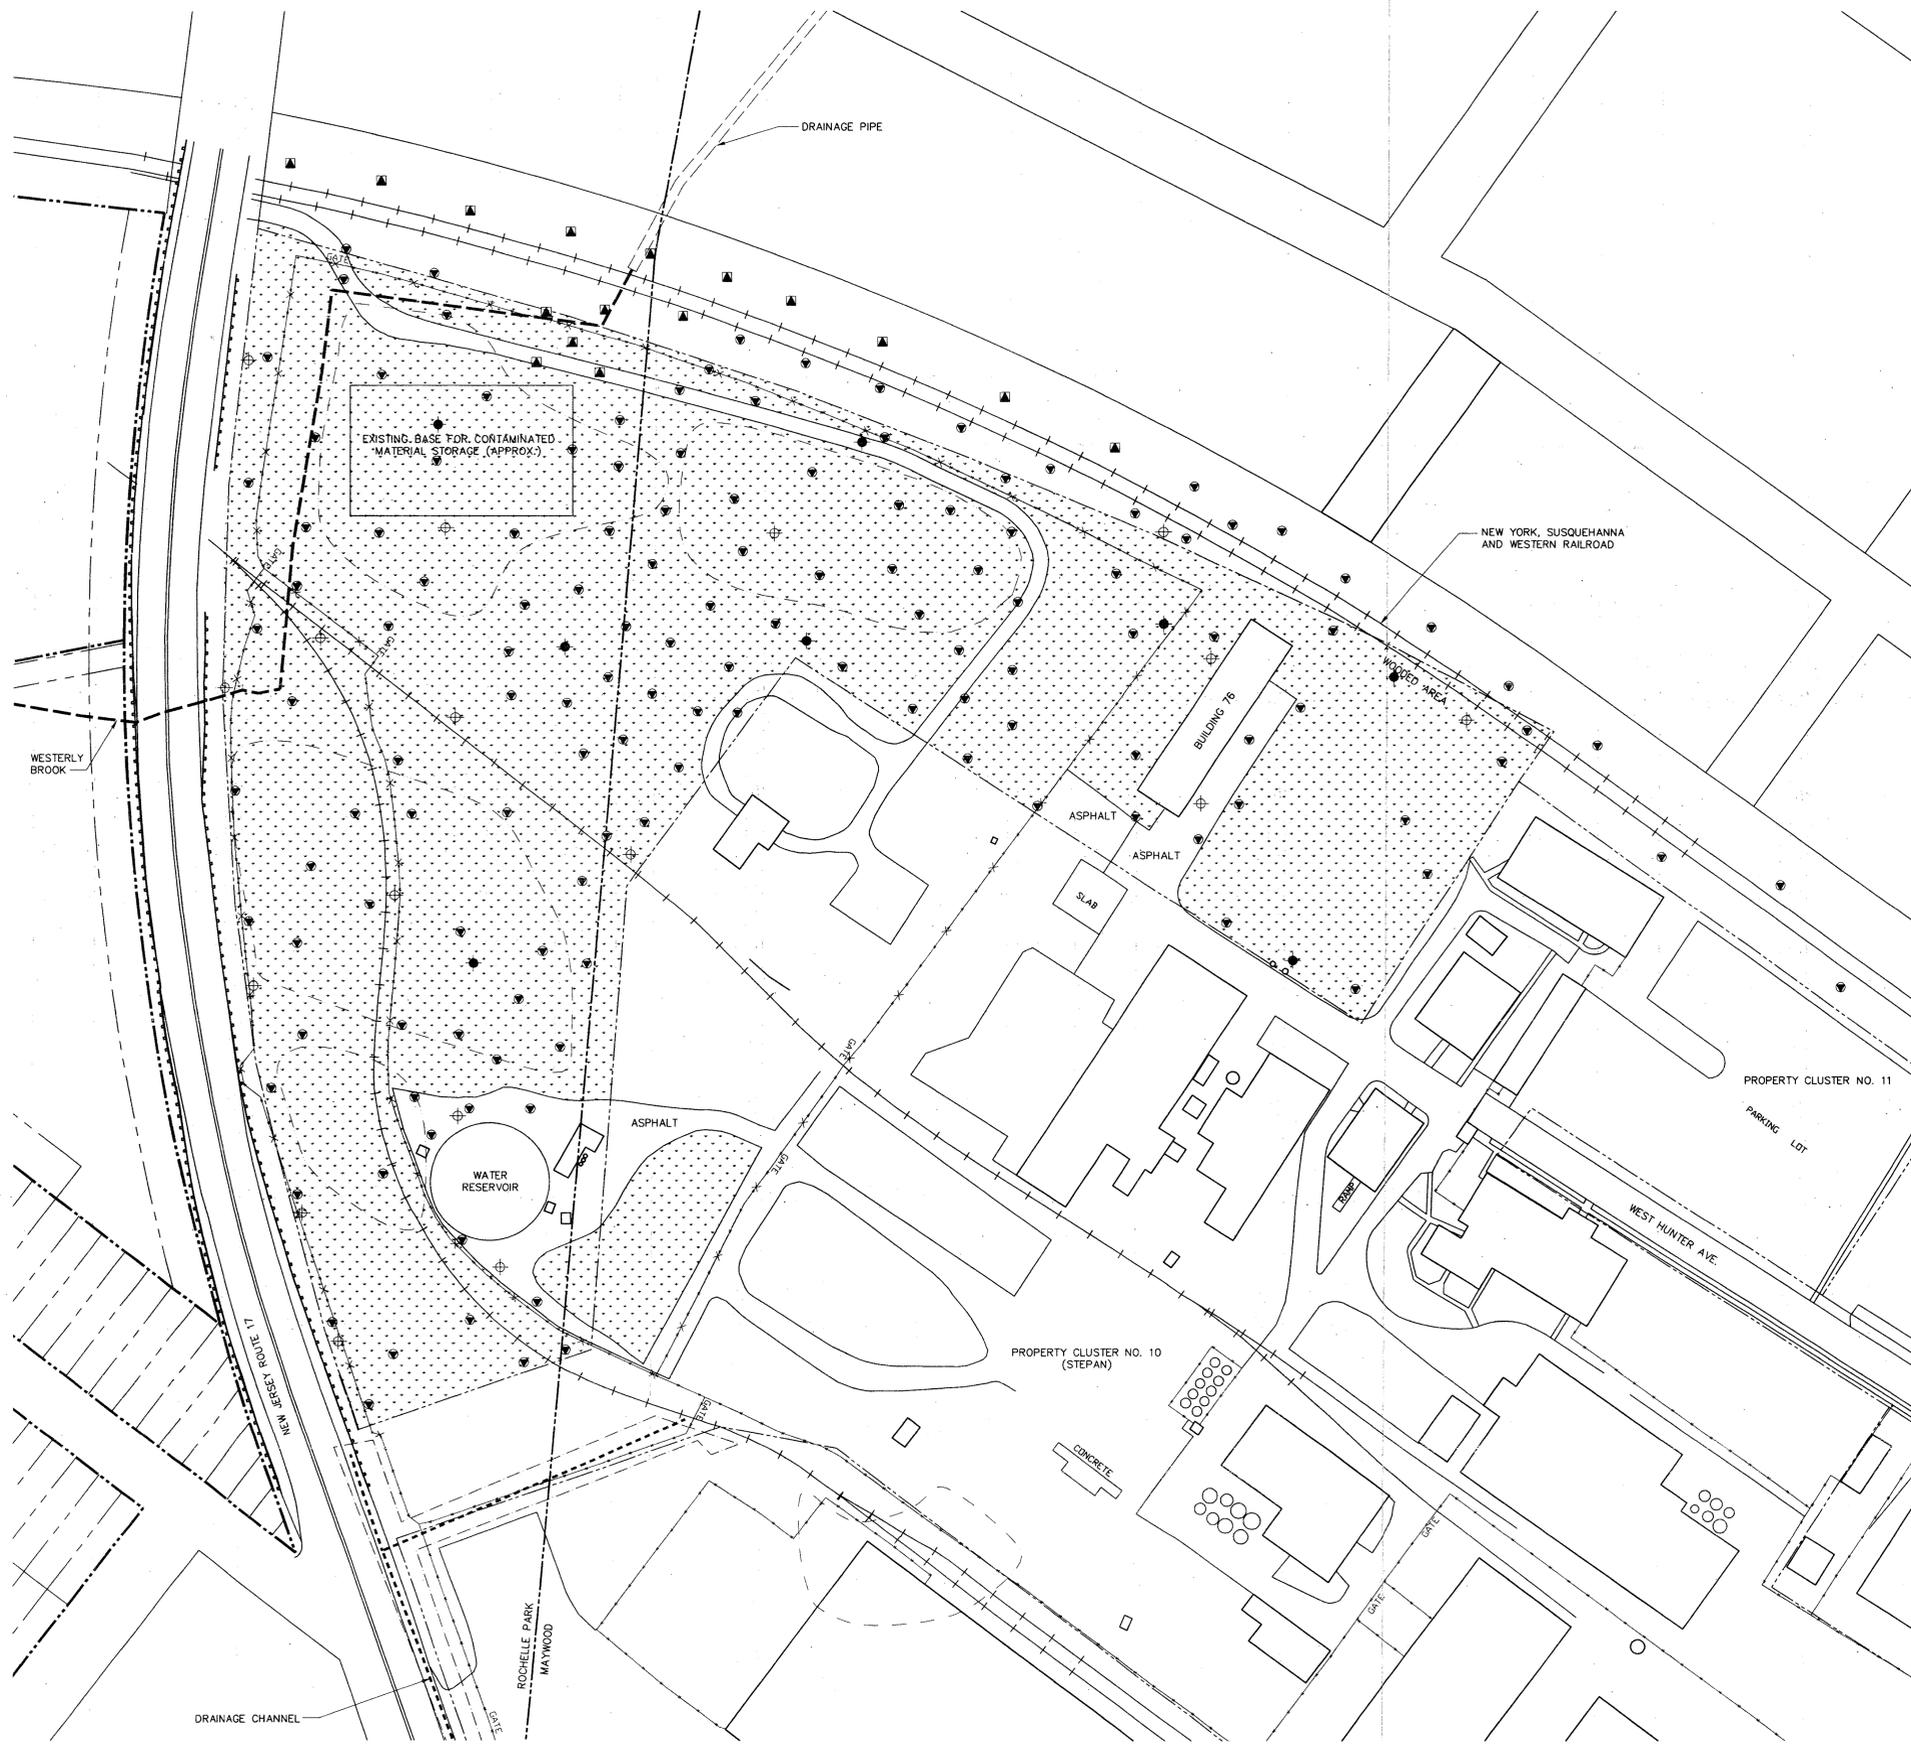 DRAINAGE PIPE
GATE
EXISTING BASE FOR CONTAMINATED
MATERIAL STORAGE (APPROX.)
NEW YORK, SUSQUEHANNA
AND WESTERN RAILROAD
GATE
GATE
WOODED AREA
BUILDING 76
WESTERLY
BROOK
ASPHALT
ASPHALT
SLAB
GATE
PROPERTY CLUSTER NO. 11
PARKING LOT
ASPHALT
WATER
RESERVOIR
GATE
RAMP
WEST HUNTER AVE.
NEW JERSEY ROUTE 17
PROPERTY CLUSTER NO. 10
(STEPAN)
GATE
CONCRETE
GATE
GATE
ROCHELLE PARK
MAYWOOD
DRAINAGE CHANNEL
GATE